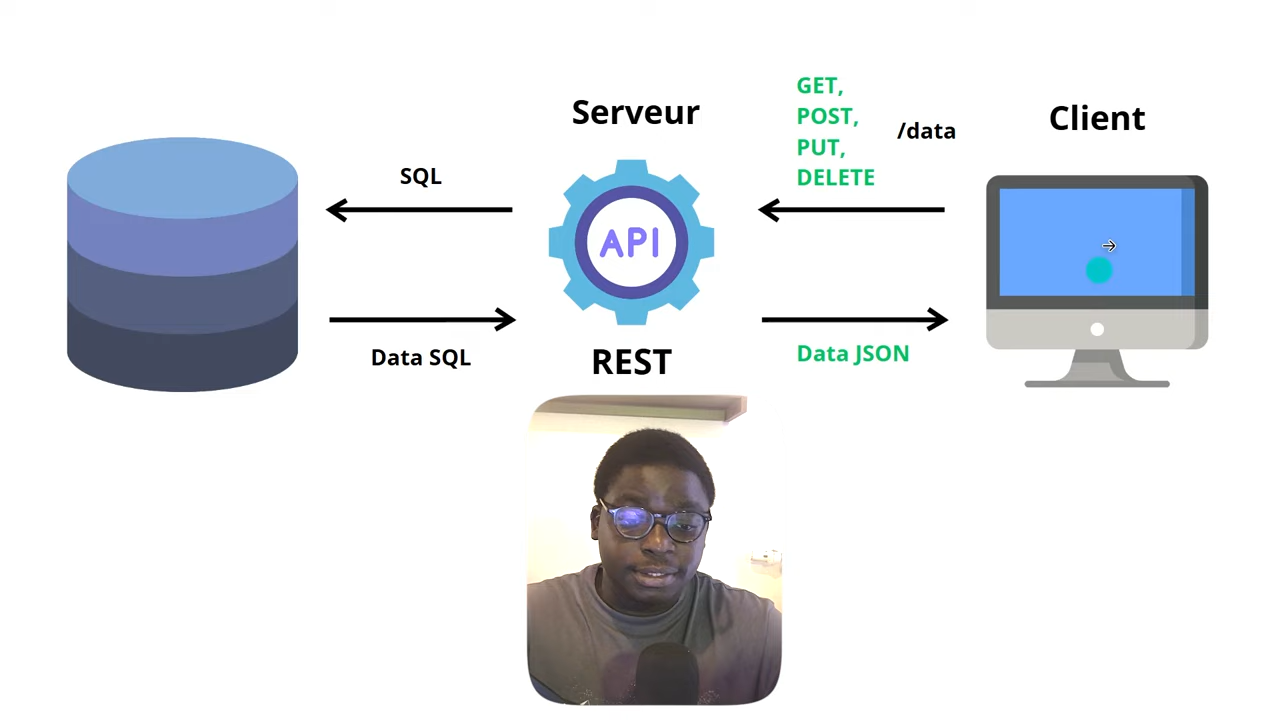 Serveur
GET,
POST,
PUT,
DELETE
/data
Client
SQL
API
Data SQL
REST
Data JSON